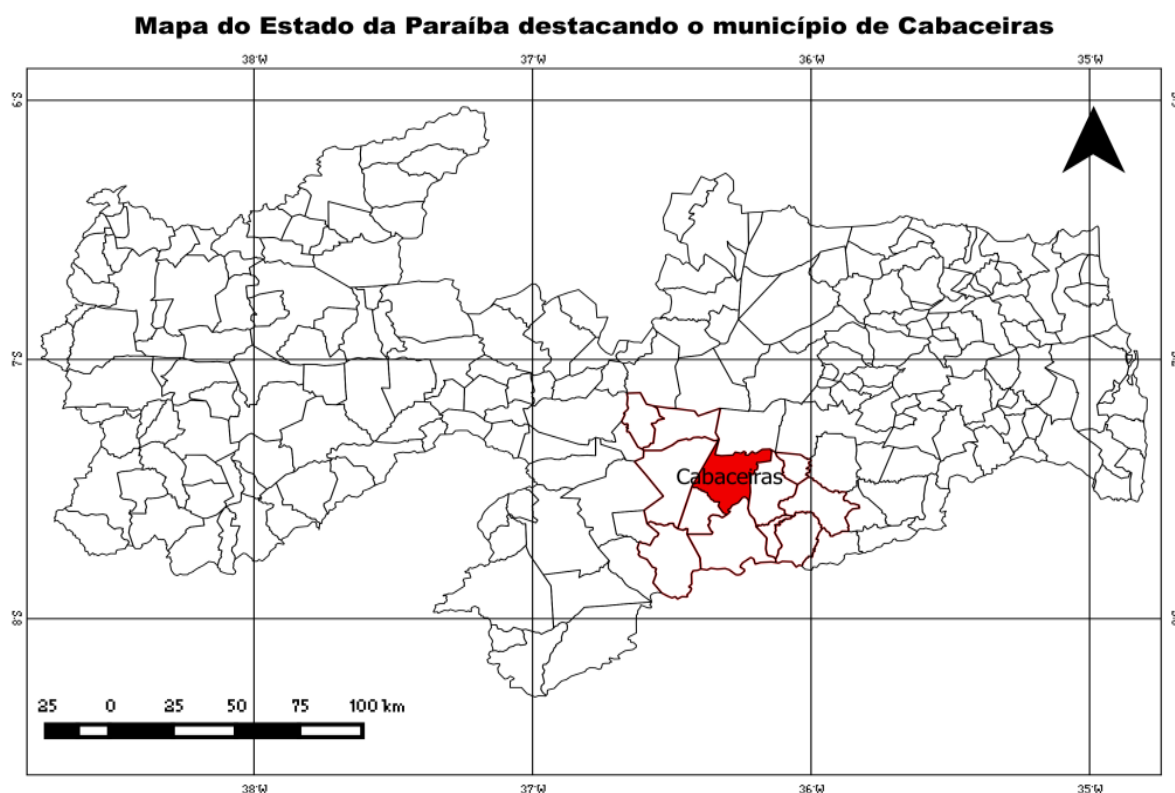 Mapa do Estado da Paraíba destacando o município de Cabaceiras
38°W 37°W 36°W 35°W
6°S
7°S
Cabaceiras
8°S
25 0 25 50 75 100 km
38°W 37°W 36°W 35°W